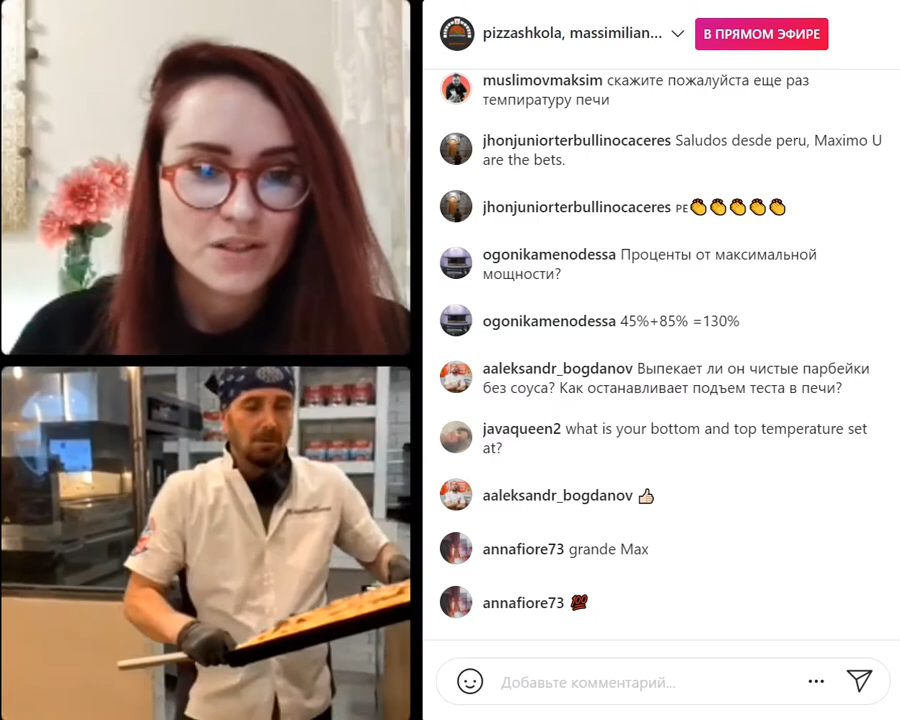 pizzashkola, massimilian...
В ПРЯМОМ ЭФИРЕ
muslimovmaksim скажите пожалуйста еще раз
темпиратуру печи
jhonjuniorterbullinocaceres Saludos desde peru, Maximo U
are the bets.
jhonjuniorterbullinocaceres PE👏👏👏👏👏
ogonikamenodessa Проценты от максимальной
мощности?
ogonikamenodessa 45%+85% =130%
aaleksandr_bogdanov Выпекает ли он чистые парбейки
без соуса? Как останавливает подъем теста в печи?
javaqueen2 what is your bottom and top temperature set
at?
aaleksandr_bogdanov 👍🏻
annafiore73 grande Max
annafiore73 💯
Добавьте комментарий...